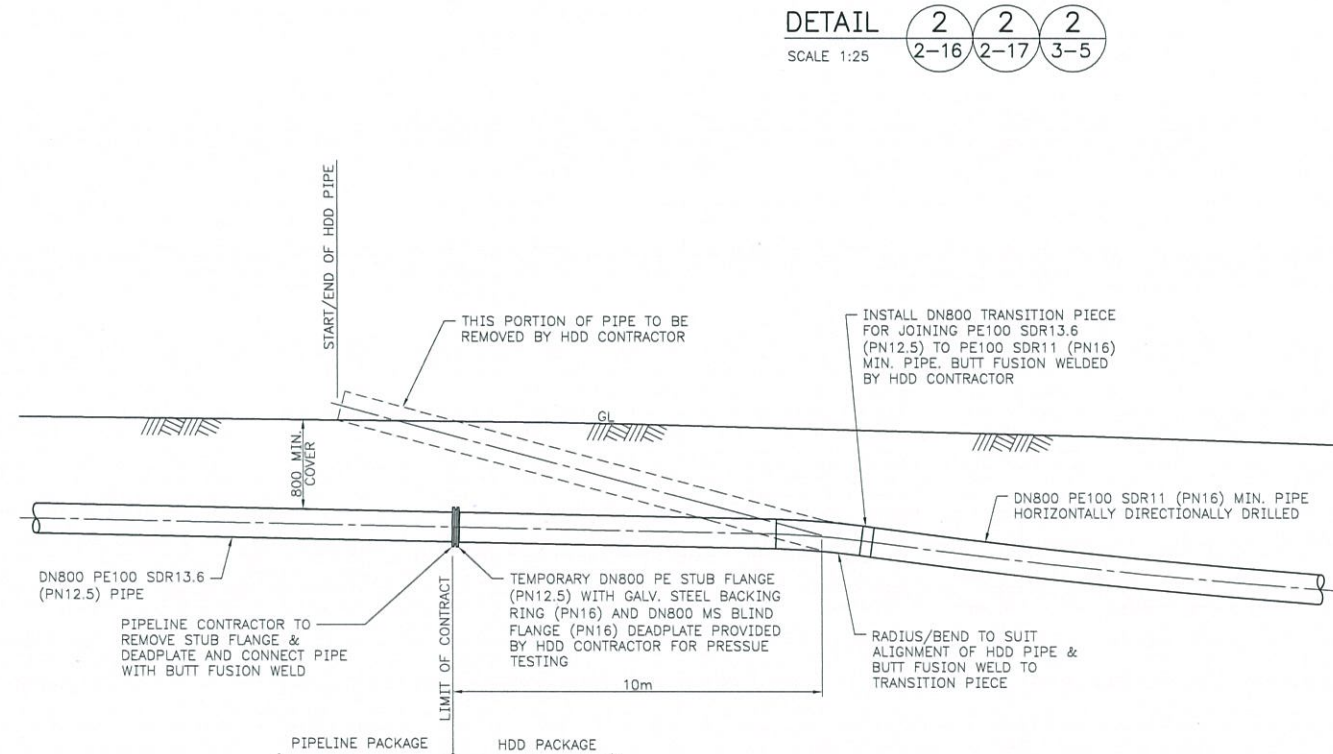 DETAIL
SCALE 1:25
2
2-16
2
2-17
2
3-5
START/END OF HDD PIPE
THIS PORTION OF PIPE TO BE
REMOVED BY HDD CONTRACTOR
INSTALL DN800 TRANSITION PIECE
FOR JOINING PE100 SDR13.6
(PN12.5) TO PE100 SDR11 (PN16)
MIN. PIPE. BUTT FUSION WELDED
BY HDD CONTRACTOR
GL
800 MIN.
COVER
DN800 PE100 SDR11 (PN16) MIN. PIPE
HORIZONTALLY DIRECTIONALLY DRILLED
DN800 PE100 SDR13.6
(PN12.5) PIPE
PIPELINE CONTRACTOR TO
REMOVE STUB FLANGE &
DEADPLATE AND CONNECT PIPE
WITH BUTT FUSION WELD
LIMIT OF CONTRACT
TEMPORARY DN800 PE STUB FLANGE
(PN12.5) WITH GALV. STEEL BACKING
RING (PN16) AND DN800 MS BLIND
FLANGE (PN16) DEADPLATE PROVIDED
BY HDD CONTRACTOR FOR PRESSUE
TESTING
RADIUS/BEND TO SUIT
ALIGNMENT OF HDD PIPE &
BUTT FUSION WELD TO
TRANSITION PIECE
10m
PIPELINE PACKAGE
HDD PACKAGE